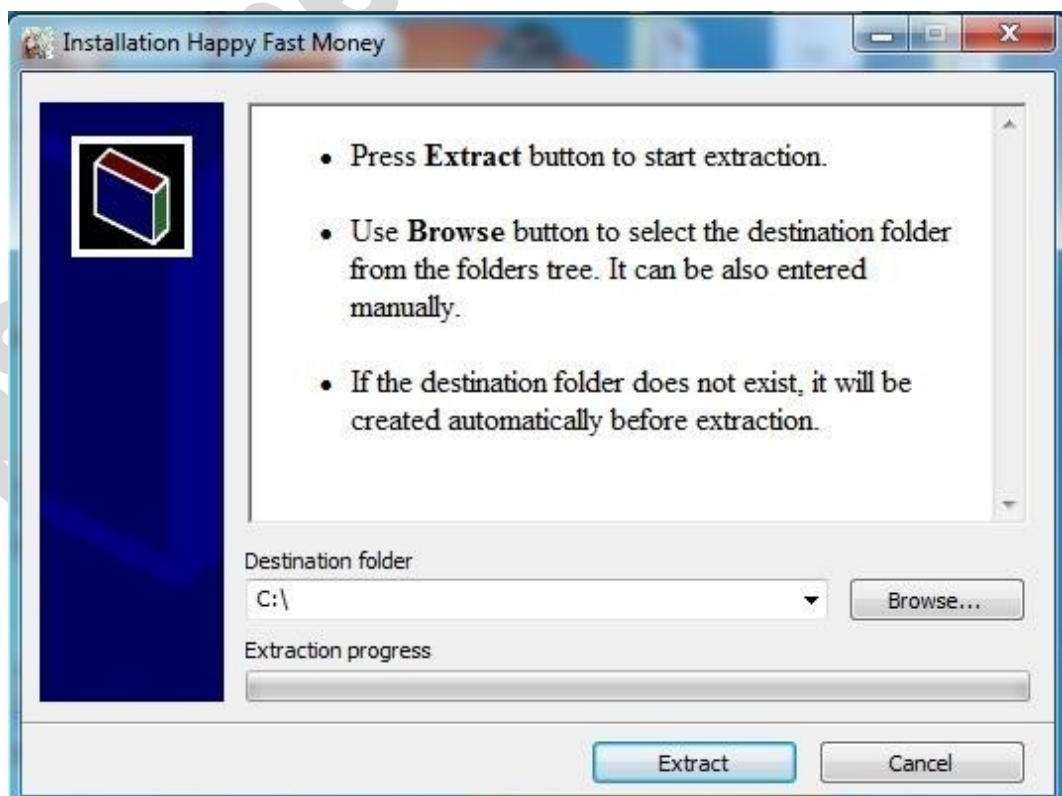 Installation Happy Fast Money
Press Extract button to start extraction.
Use Browse button to select the destination folder
from the folders tree. It can be also entered
manually.
If the destination folder does not exist, it will be
created automatically before extraction.
Destination folder
C:\
Browse...
Extraction progress
Extract
Cancel